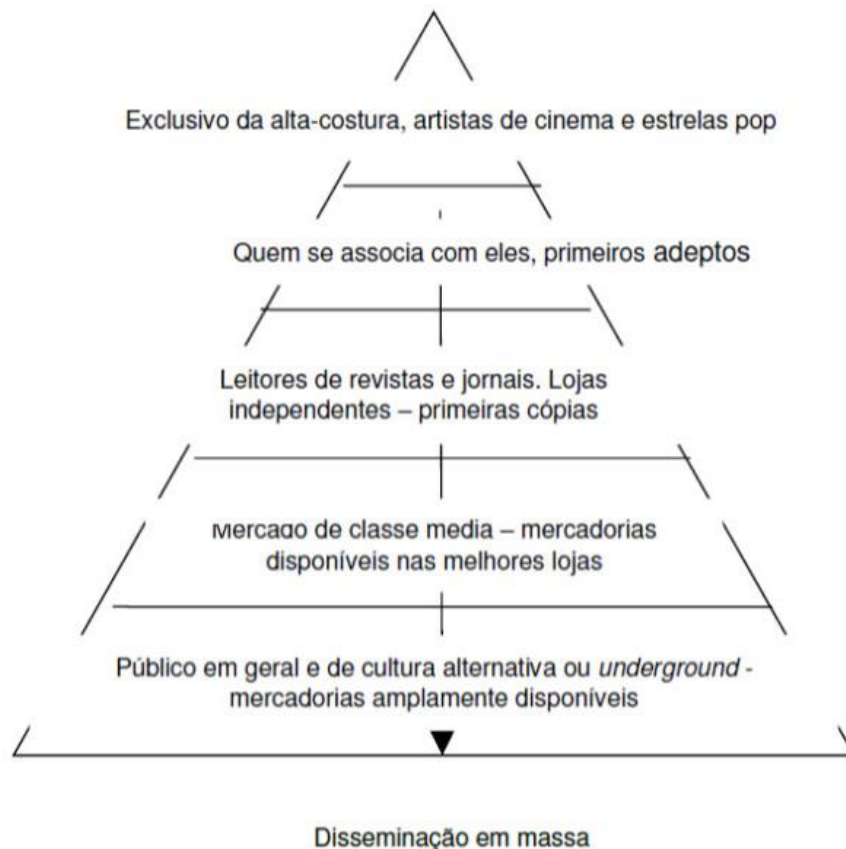 Exclusivo da alta-costura, artistas de cinema e estrelas pop
Quem se associa com eles, primeiros adeptos
Leitores de revistas e jornais. Lojas
independentes – primeiras cópias
Mercado de classe media – mercadorias
disponíveis nas melhores lojas
Público em geral e de cultura alternativa ou underground -
mercadorias amplamente disponíveis
Disseminação em massa